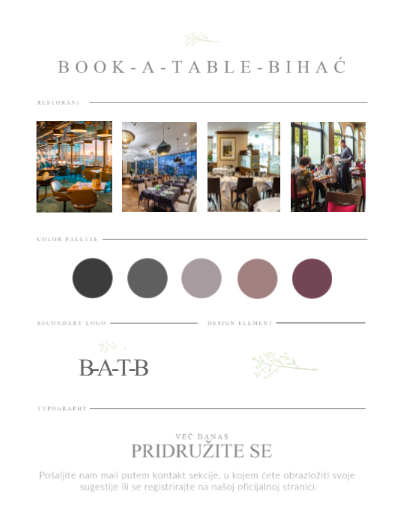 BOOK-A-TABLE-BIHAĆ
RESTORANI
COLOR PALETTE
SECONDARY LOGO
DESIGN ELEMENT
B-A-T-B
TYPOGRAPHY
VEĆ DANAS
PRIDRUŽITE SE
Pošaljite nam mail putem kontakt sekcije, u kojem ćete obrazložiti svoje
sugestije ili se registrirajte na našoj oficijalnoj stranici.